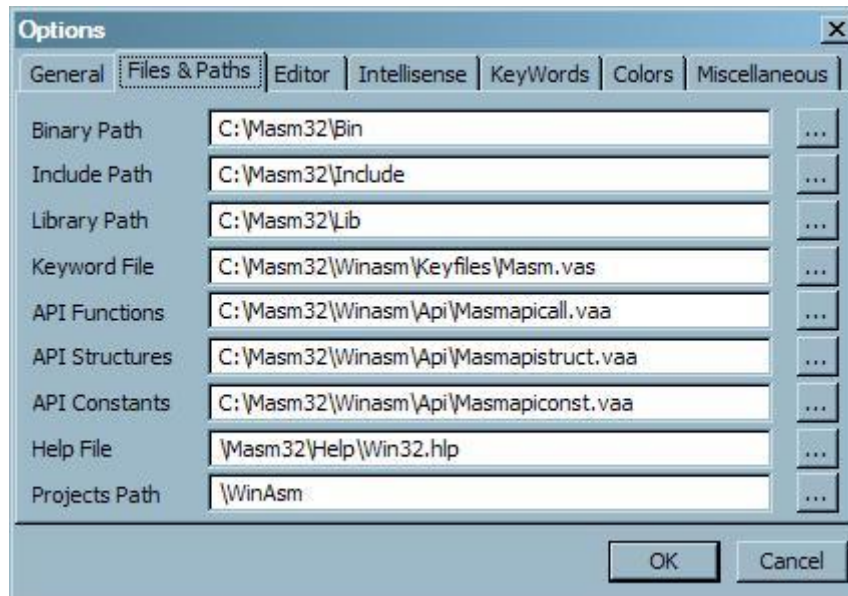 Options
General Files & Paths Editor Intellisense KeyWords Colors Miscellaneous
Binary Path C:\Masm32\Bin ...
Include Path C:\Masm32\Include ...
Library Path C:\Masm32\Lib ...
Keyword File C:\Masm32\Winasm\Keyfiles\Masm.vas ...
API Functions C:\Masm32\Winasm\Api\Masmapicall.vaa ...
API Structures C:\Masm32\Winasm\Api\Masmapistruct.vaa ...
API Constants C:\Masm32\Winasm\Api\Masmapiconst.vaa ...
Help File \Masm32\Help\Win32.hlp ...
Projects Path \WinAsm ...
OK Cancel